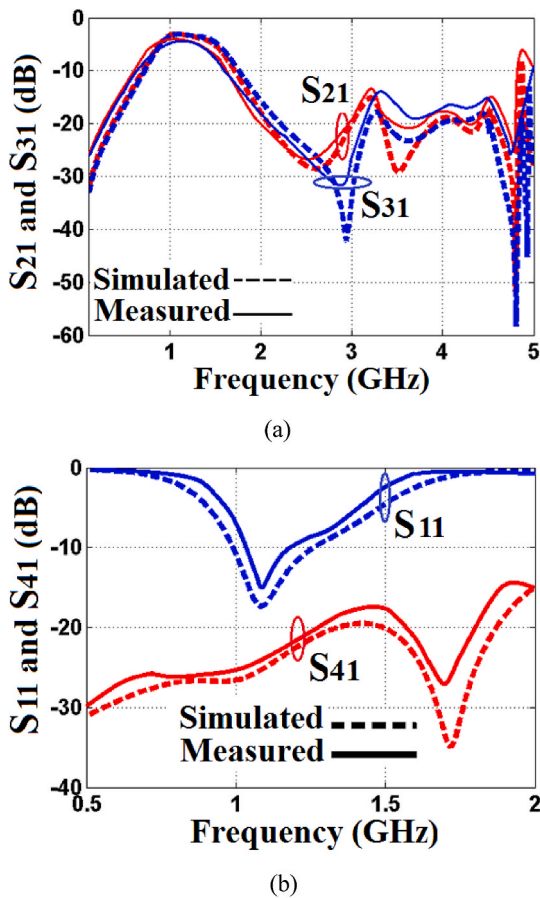 S21 and S31 (dB)
0
-10
-20
-30
-40
-50
-60
S21
S31
Simulated
Measured
1
2
3
4
5
Frequency (GHz)
(a)
S11 and S41 (dB)
0
-10
-20
-30
-40
S11
S41
Simulated
Measured
0.5
1
1.5
2
Frequency (GHz)
(b)